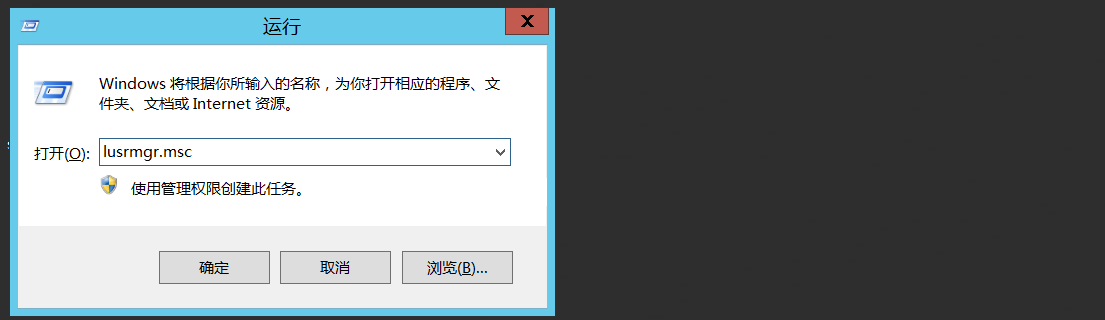 运行
Windows 将根据你所输入的名称，为你打开相应的程序、文
件夹、文档或 Internet 资源。
打开(O): lusrmgr.msc
使用管理权限创建此任务。
确定 取消 浏览(B)...